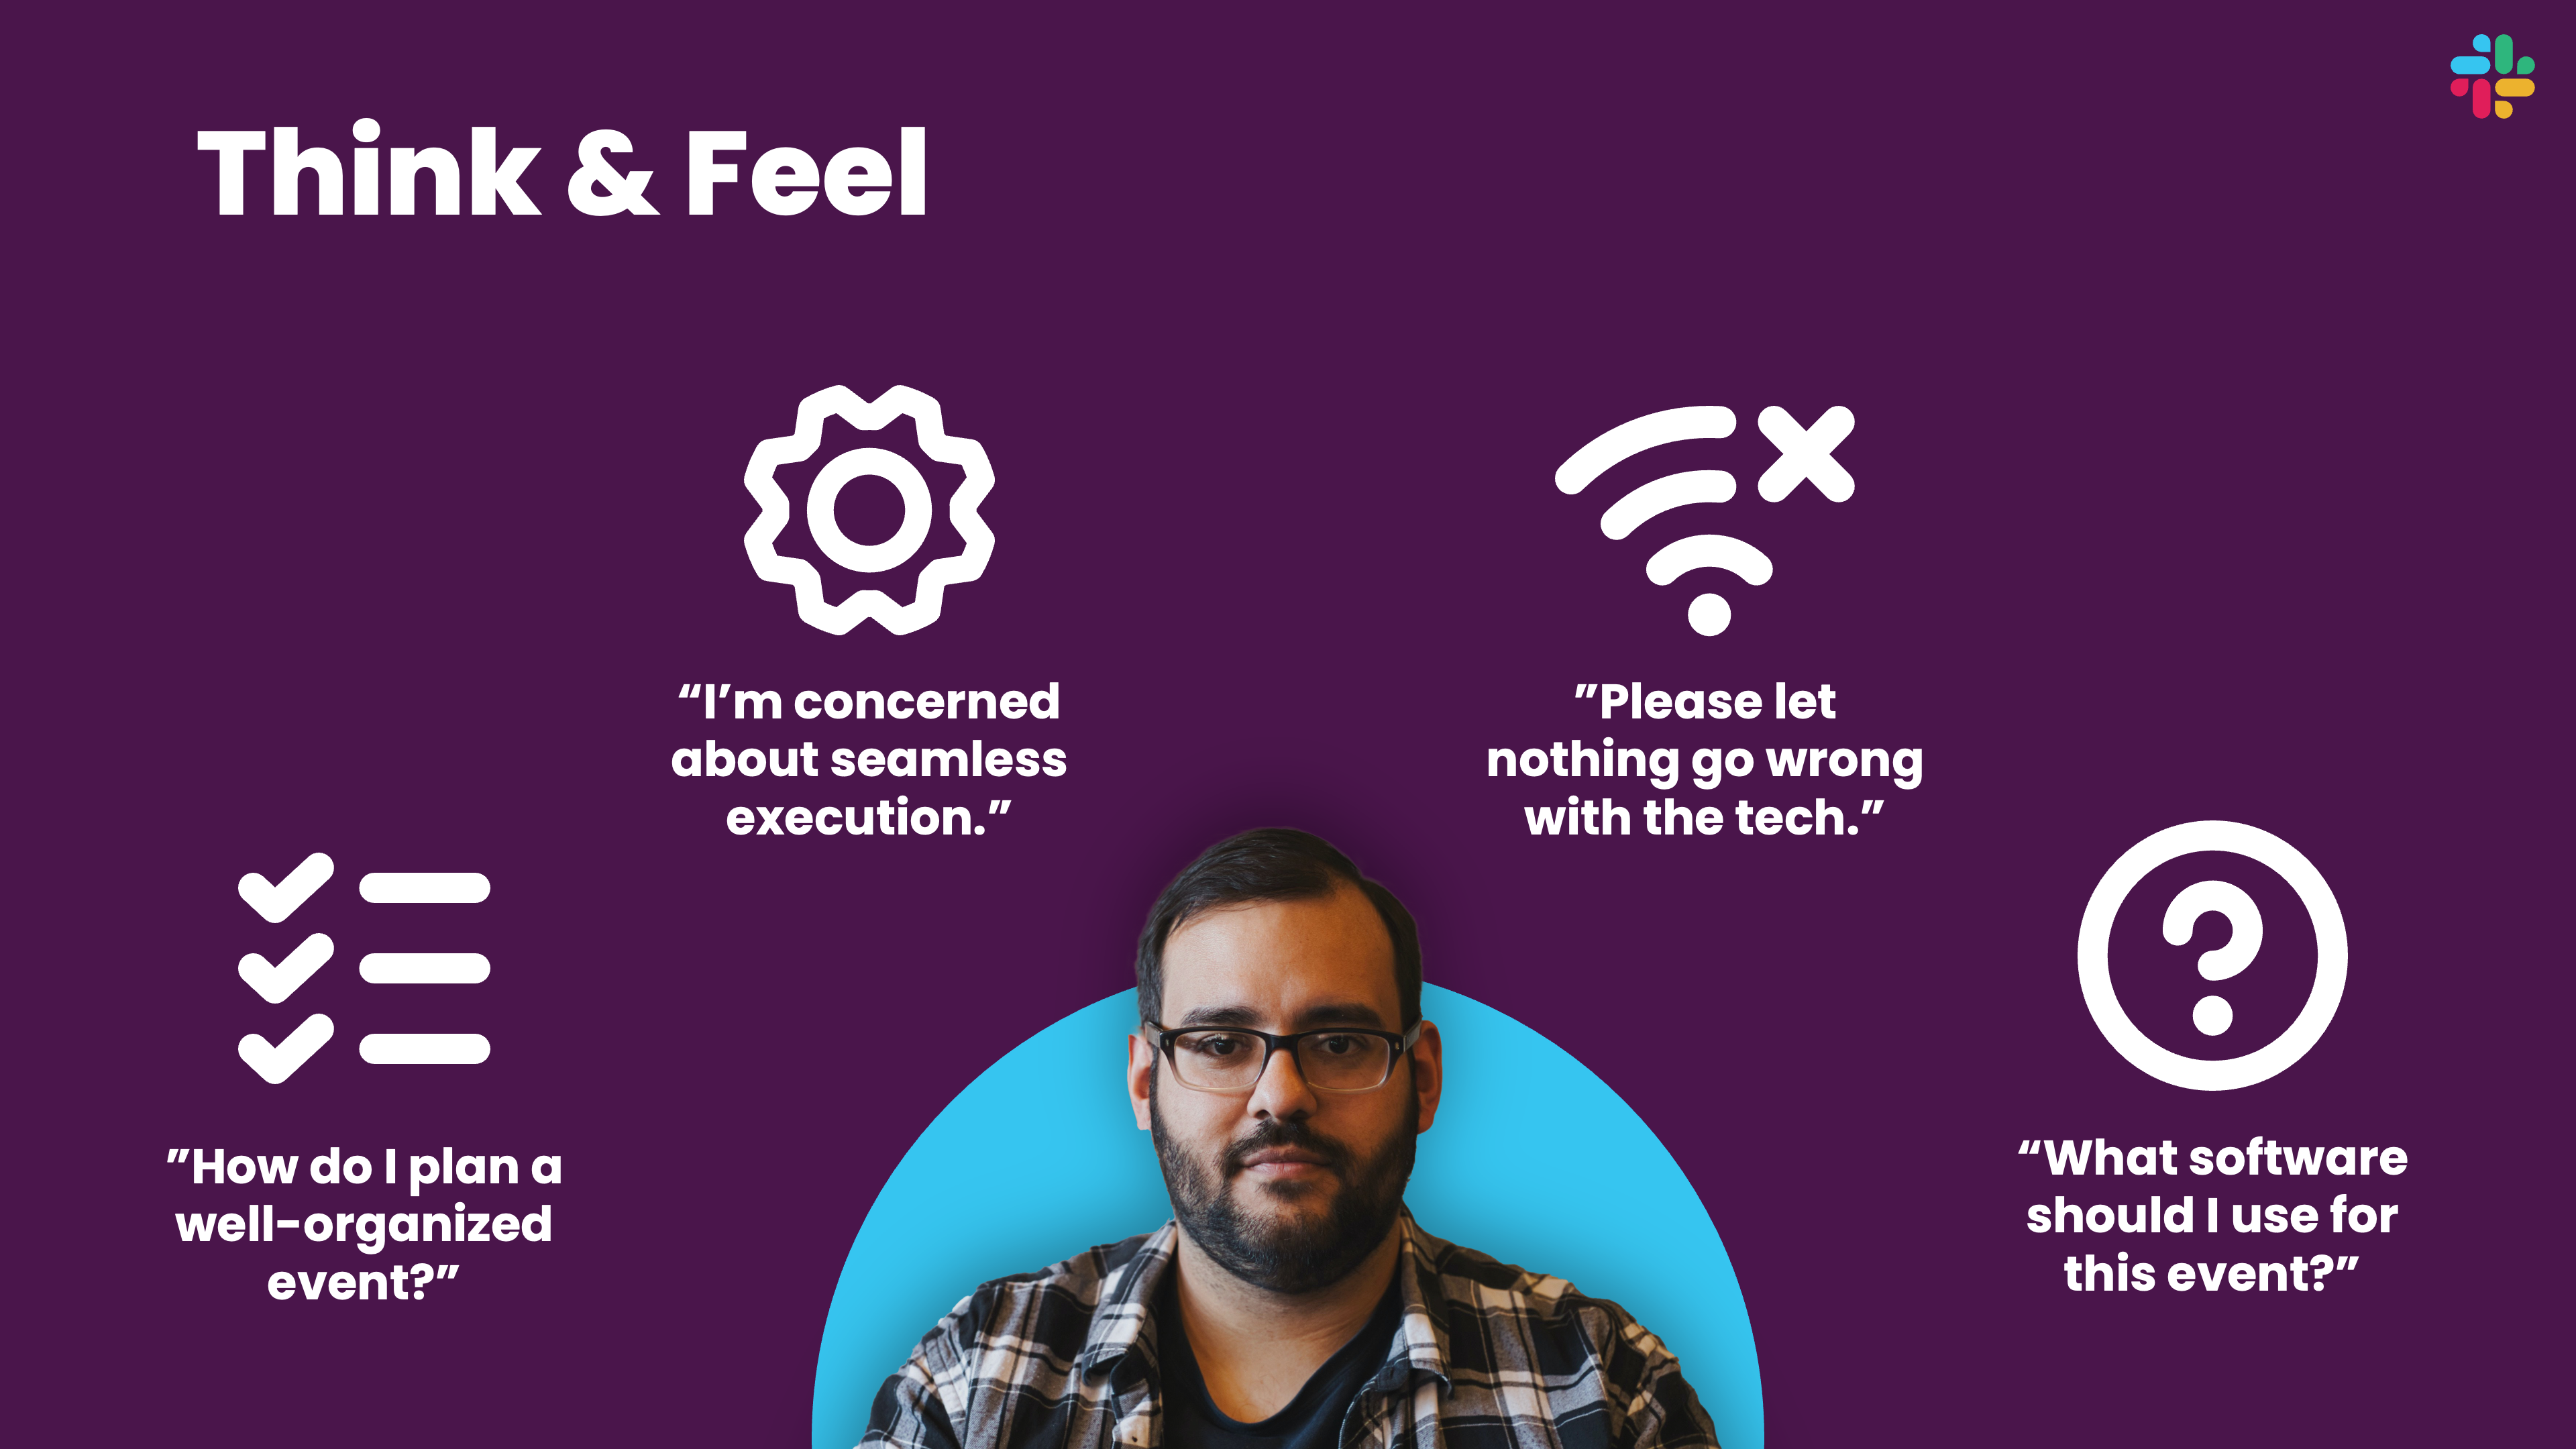 Think & Feel
“I’m concerned
about seamless
execution.”
”Please let
nothing go wrong
with the tech.”
”How do I plan a
well-organized
event?”
“What software
should I use for
this event?”